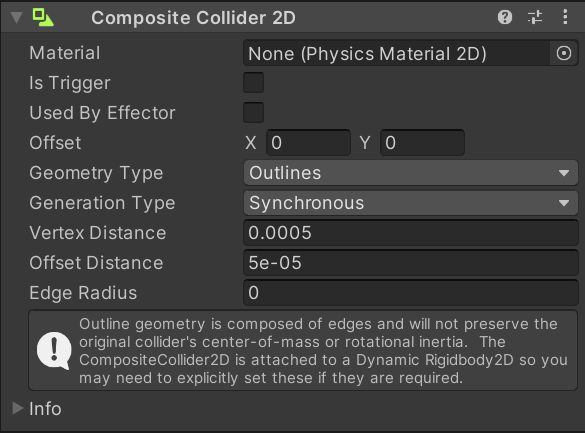 Composite Collider 2D
Material None (Physics Material 2D)
Is Trigger
Used By Effector
Offset X 0 Y 0
Geometry Type Outlines
Generation Type Synchronous
Vertex Distance 0.0005
Offset Distance 5e-05
Edge Radius 0
Outline geometry is composed of edges and will not preserve the
original collider's center-of-mass or rotational inertia. The
CompositeCollider2D is attached to a Dynamic Rigidbody2D so you
may need to explicitly set these if they are required.
Info